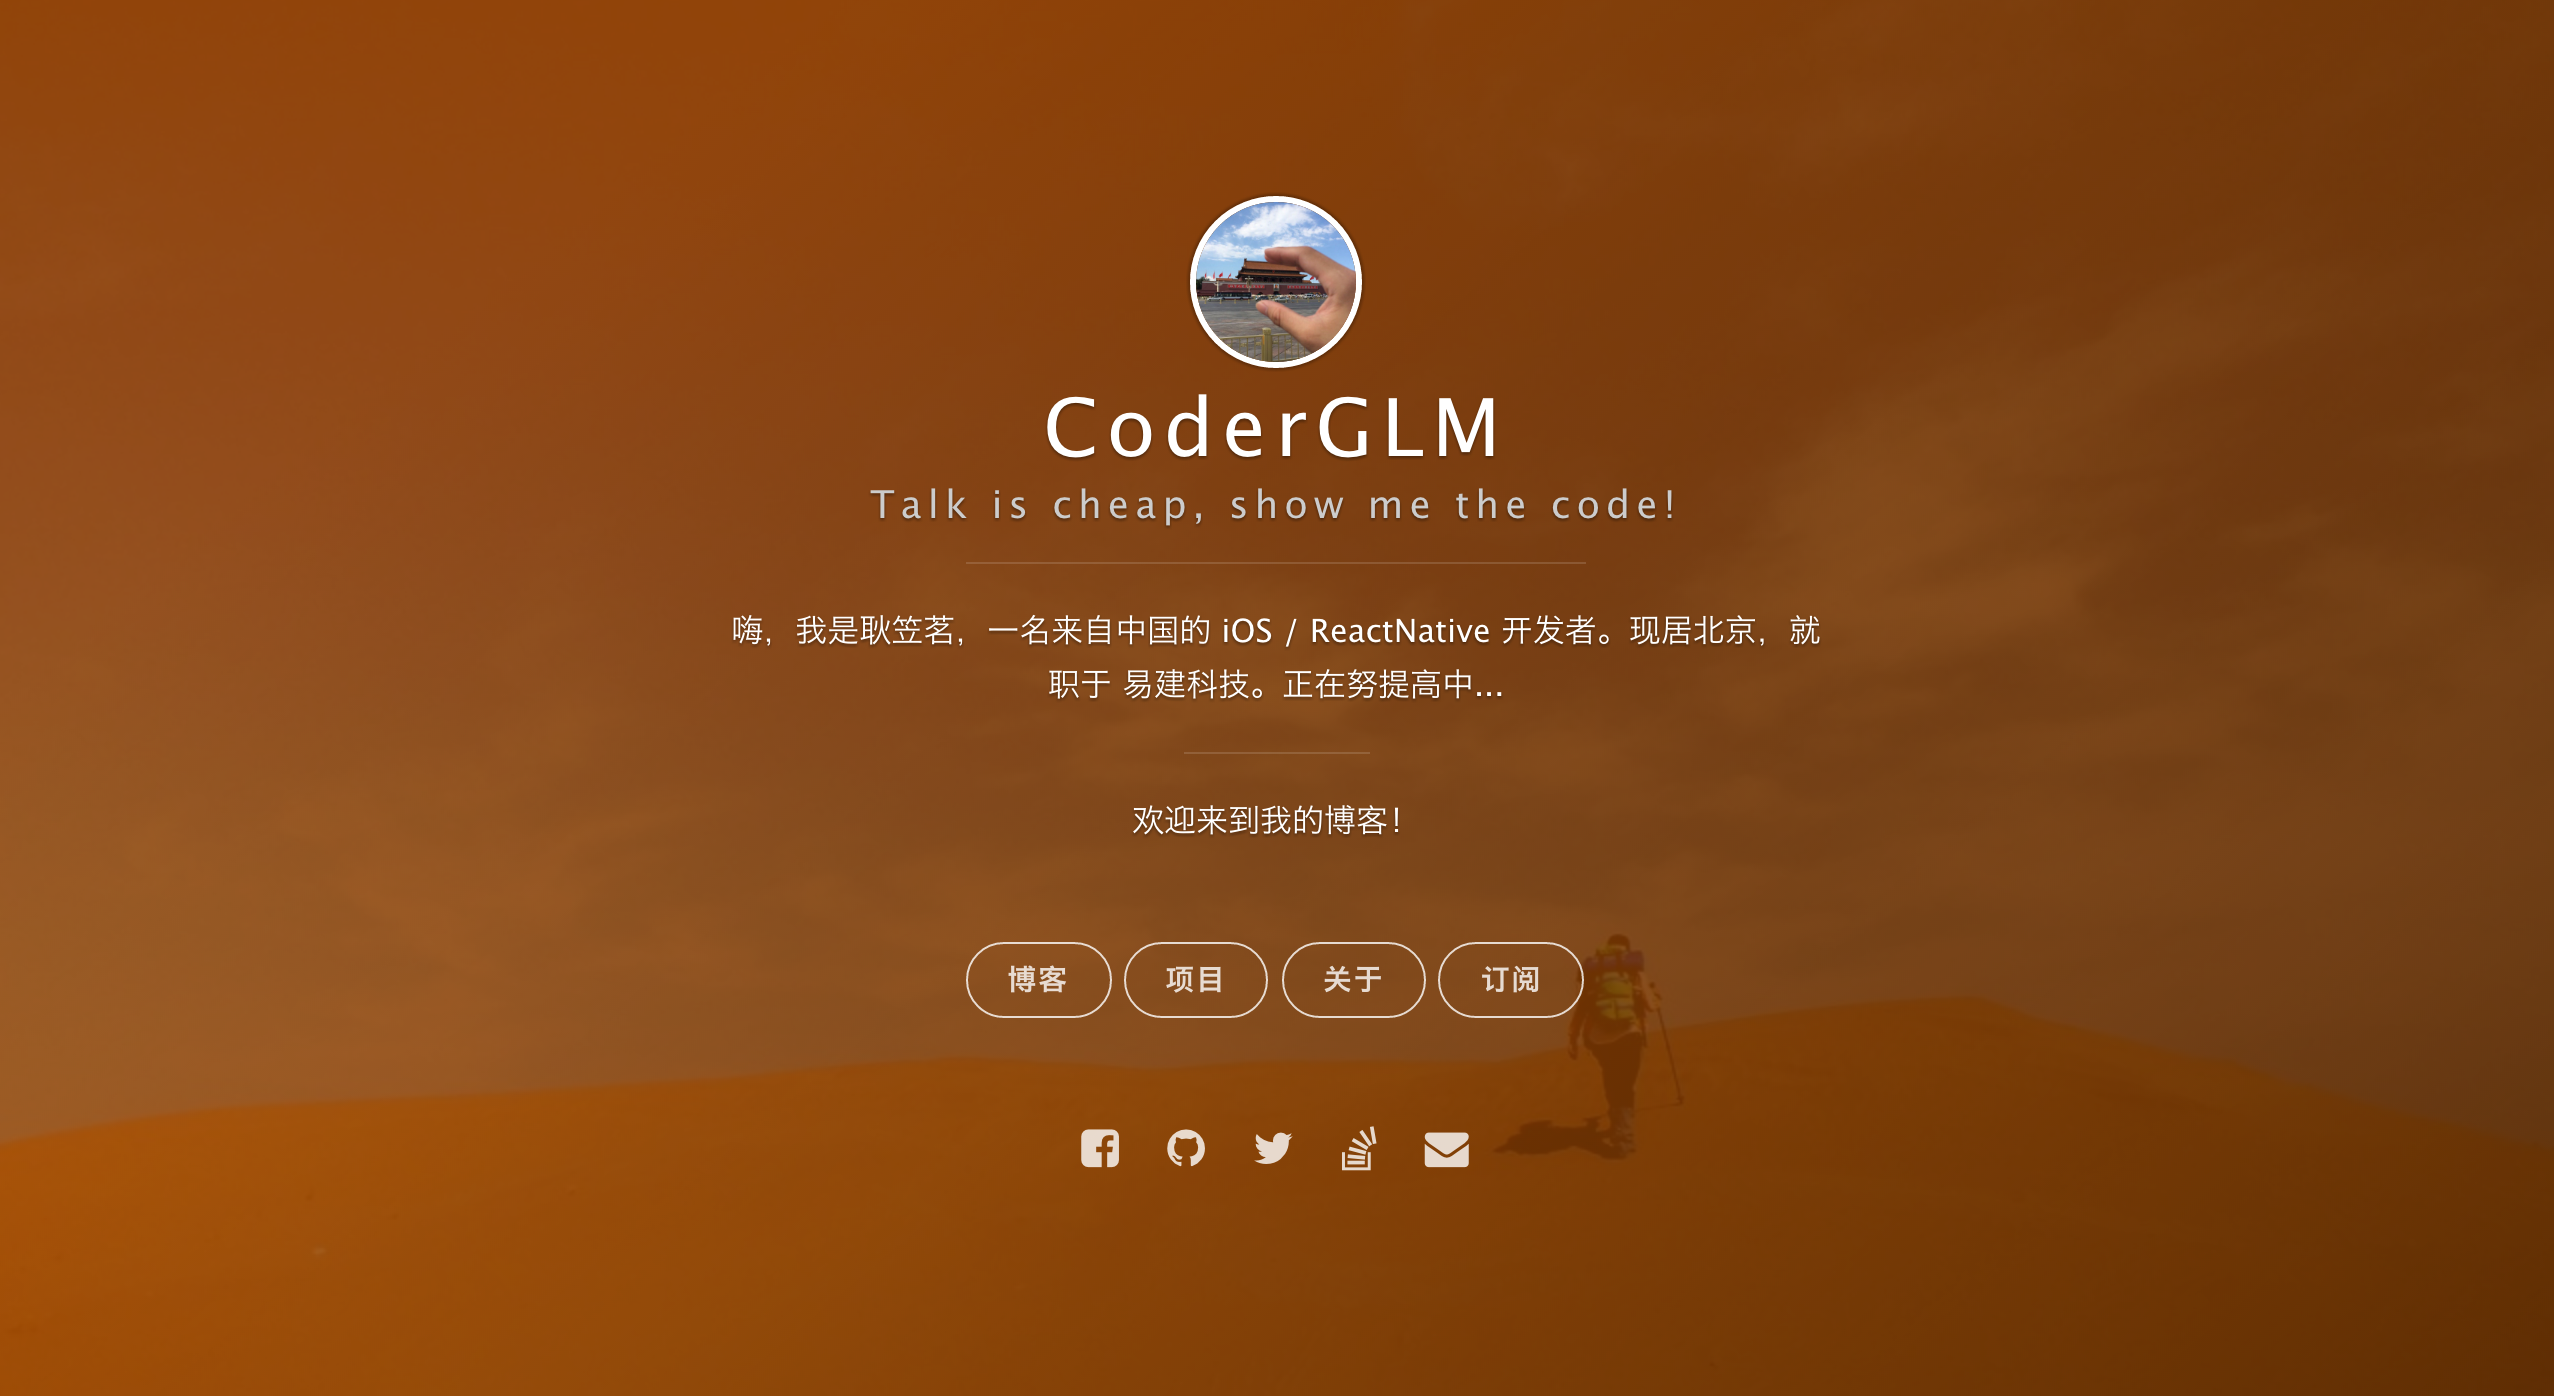 CoderGLM
Talk is cheap, show me the code!
嗨，我是耿笠茗，一名来自中国的 iOS / ReactNative 开发者。现居北京，就
职于 易建科技。正在努提高中...
欢迎来到我的博客！
博客
项目
关于
订阅